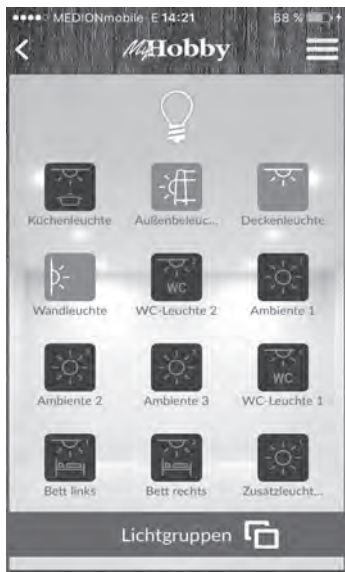 MEDIONmobile E 14:21 68 %
MyHobby
Küchenleuchte Außenbeleuc... Deckenleuchte
WC
Wandleuchte WC-Leuchte 2 Ambiente 1
WC
Ambiente 2 Ambiente 3 WC-Leuchte 1
Bett links Bett rechts Zusatzleucht...
Lichtgruppen